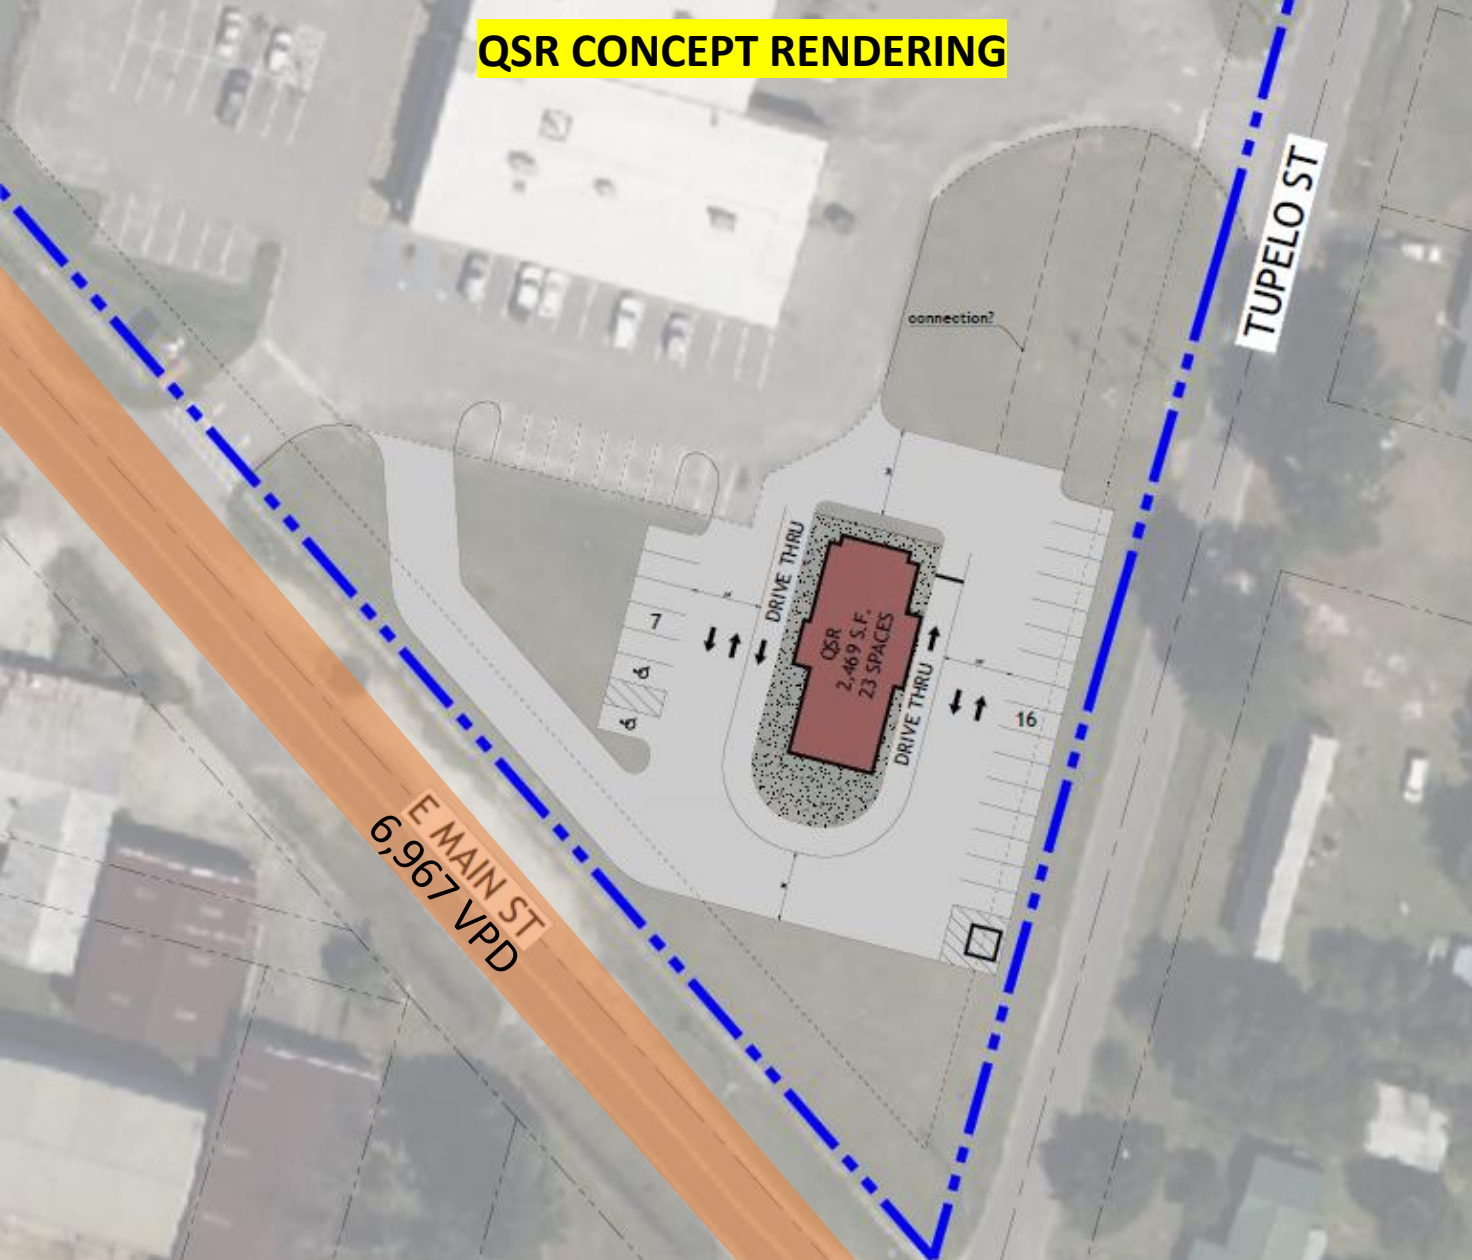 QSR CONCEPT RENDERING
TUPELO ST
connection?
DRIVE THRU
7
QSR
2,469 S.F.
23 SPACES
DRIVE THRU
16
E MAIN ST
6,967 VPD